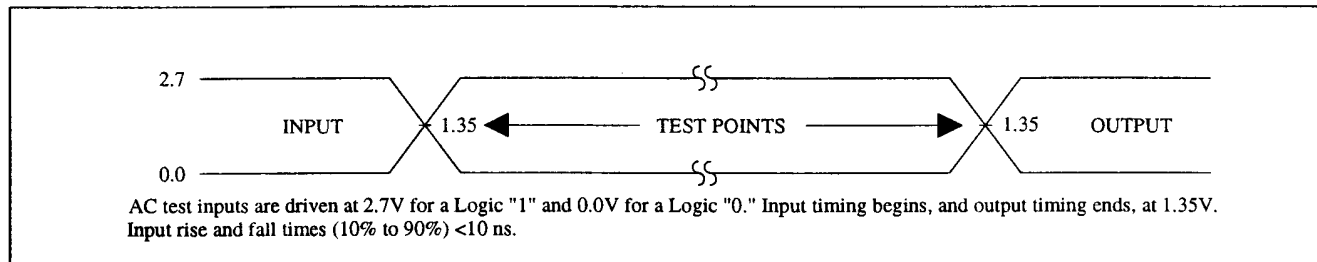 2.7
INPUT 1.35 TEST POINTS 1.35 OUTPUT
0.0
AC test inputs are driven at 2.7V for a Logic "1" and 0.0V for a Logic "0." Input timing begins, and output timing ends, at 1.35V.
Input rise and fall times (10% to 90%) <10 ns.